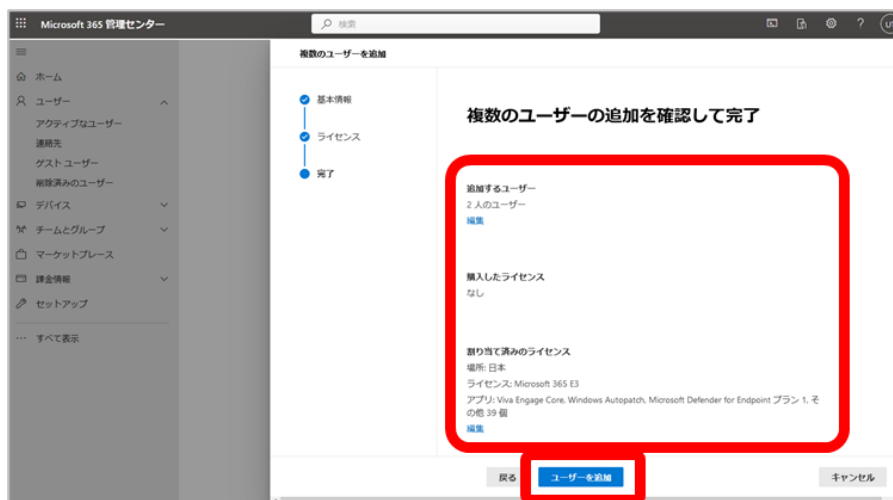 Microsoft 365 管理センター
検索
複数のユーザーを追加
ホーム
ユーザー
アクティブなユーザー
連絡先
ゲスト ユーザー
削除済みのユーザー
デバイス
チームとグループ
マーケットプレース
課金情報
セットアップ
すべて表示
基本情報
ライセンス
完了
複数のユーザーの追加を確認して完了
追加するユーザー
2 人のユーザー
編集
購入したライセンス
なし
割り当て済みのライセンス
場所: 日本
ライセンス: Microsoft 365 E3
アプリ: Viva Engage Core, Windows Autopatch, Microsoft Defender for Endpoint プラン 1, そ
の他 39 個
編集
戻る
ユーザーを追加
キャンセル